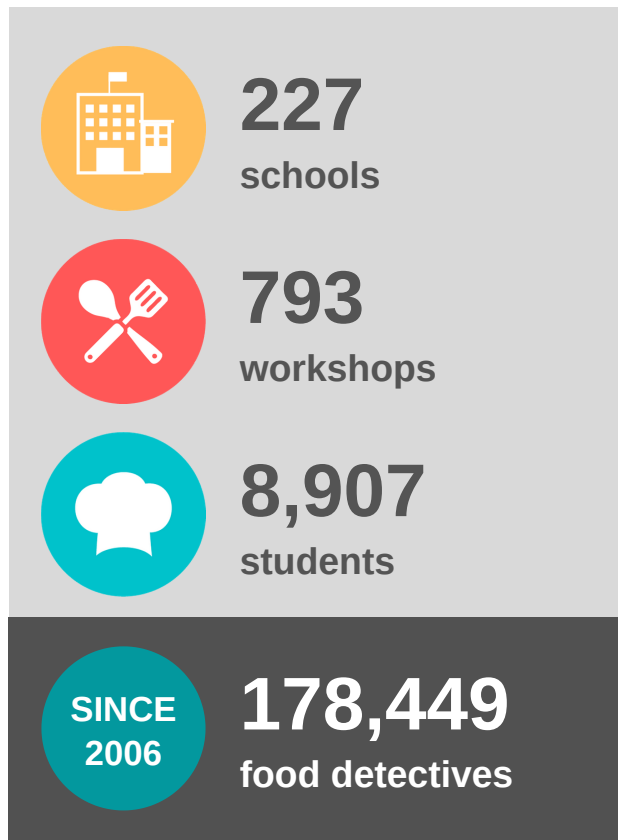 227
schools
793
workshops
8,907
students
SINCE
2006
178,449
food detectives